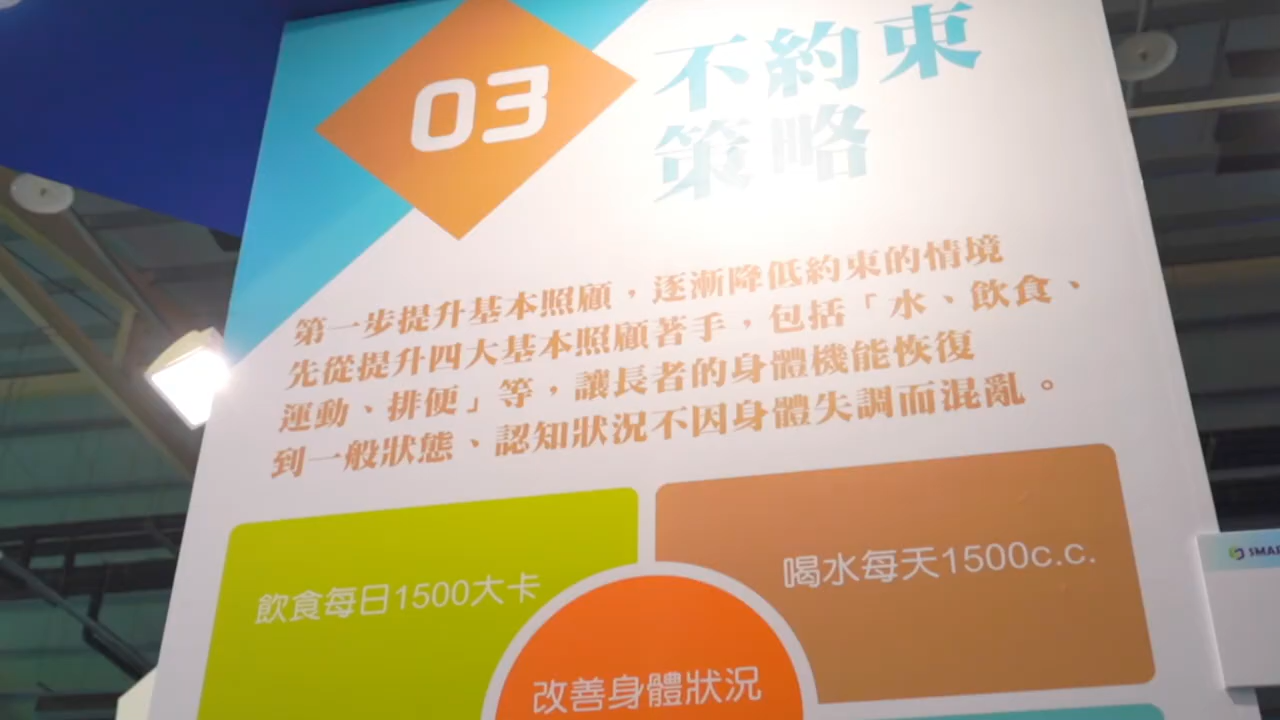 03
不約束
策略
第一步提升基本照顧，逐漸降低約束的情境
先從提升四大基本照顧著手，包括「水、飲食、
運動、排便」等，讓長者的身體機能恢復
到一般狀態、認知狀況不因身體失調而混亂。
飲食每日1500大卡
喝水每天1500c.c.
改善身體狀況